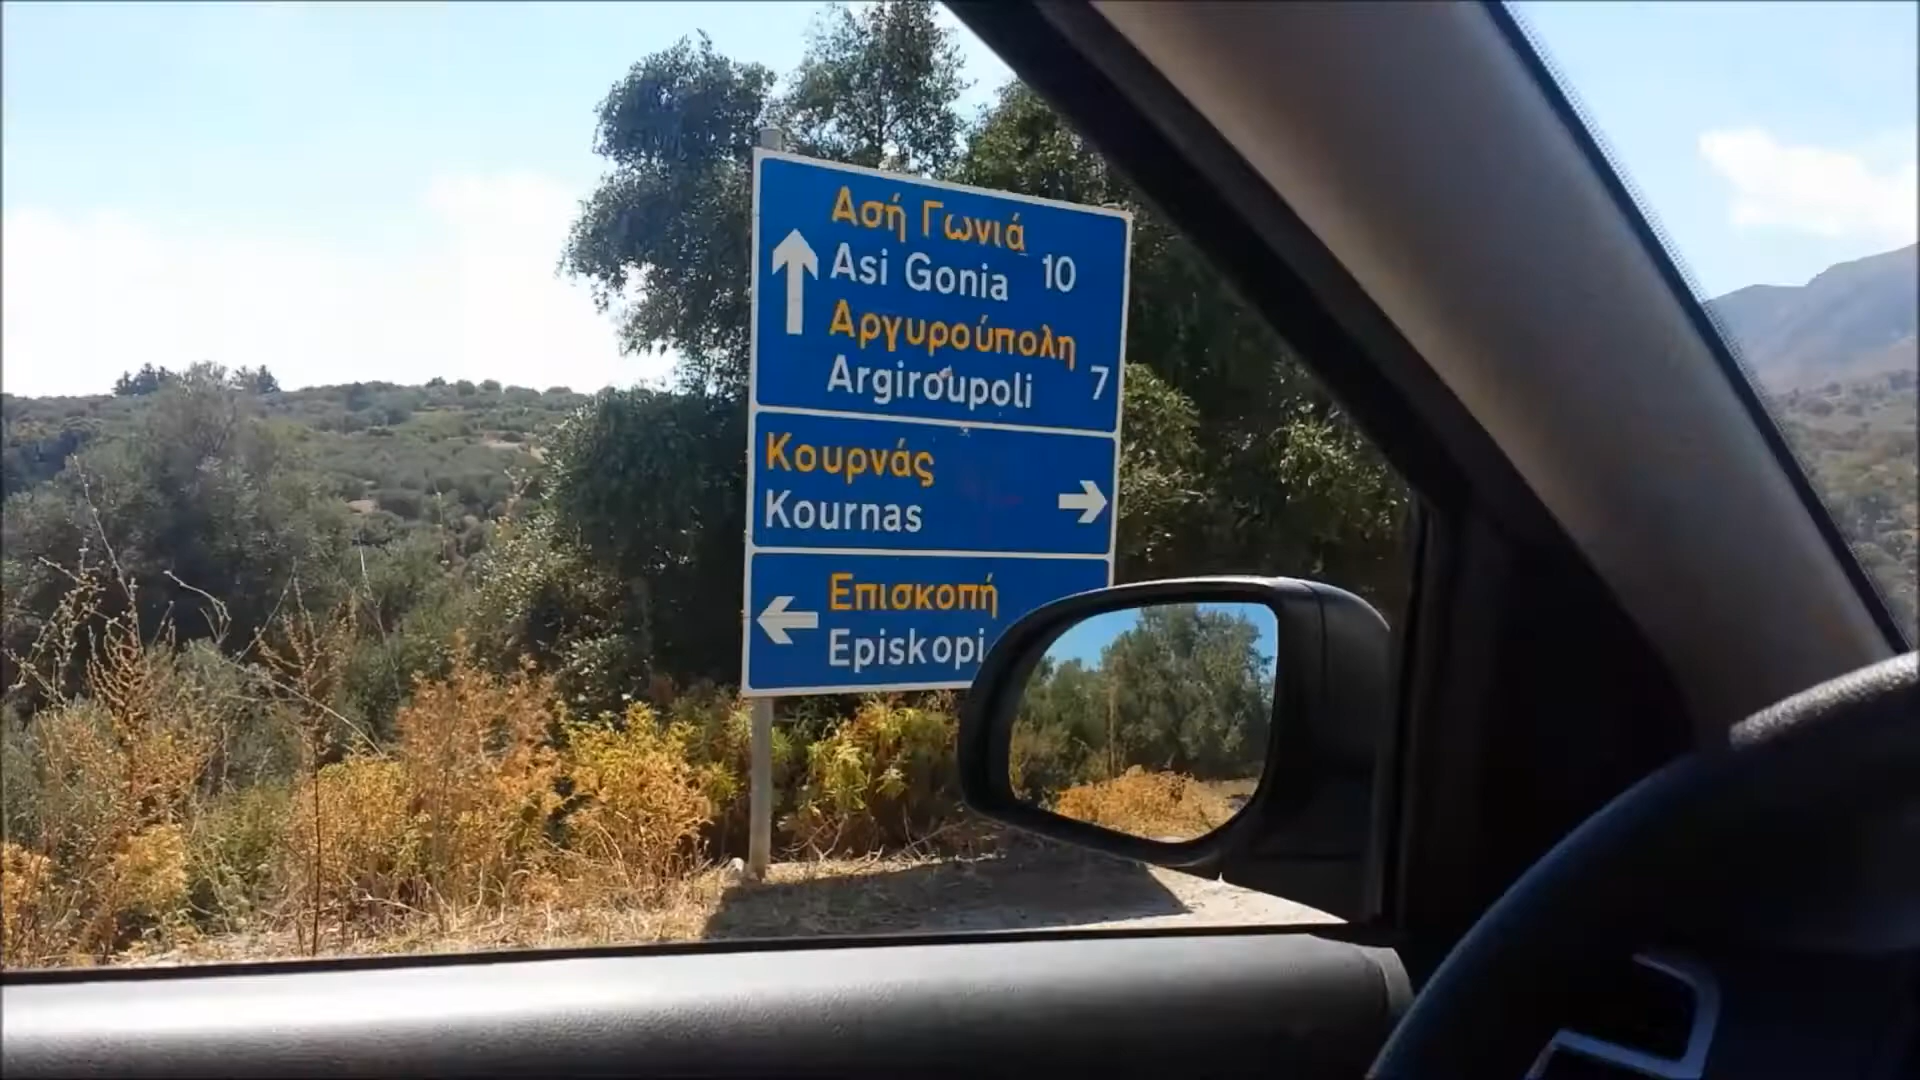 Ασή Γωνιά
Asi Gonia 10
Αργυρούπολη
Argiroupoli 7
Κουρνάς
Kournas
Επισκοπή
Episkopi